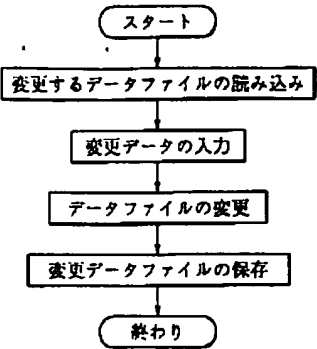 スタート
変更するデータファイルの読み込み
変更データの入力
データファイルの変更
変更データファイルの保存
終わり